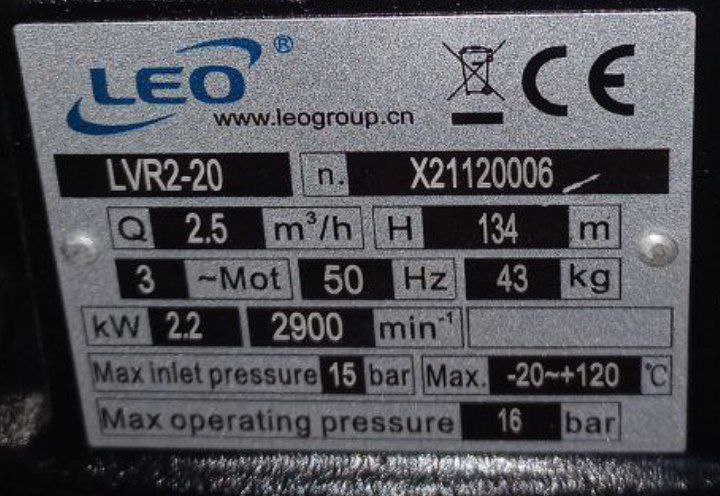 LEO®
www.leogroup.cn
CE
LVR2-20 n. X21120006
Q 2.5 m³/h H 134 m
3 ~Mot 50 Hz 43 kg
kW 2.2 2900 min⁻¹
Max inlet pressure 15 bar Max. -20~+120 ℃
Max operating pressure 16 bar